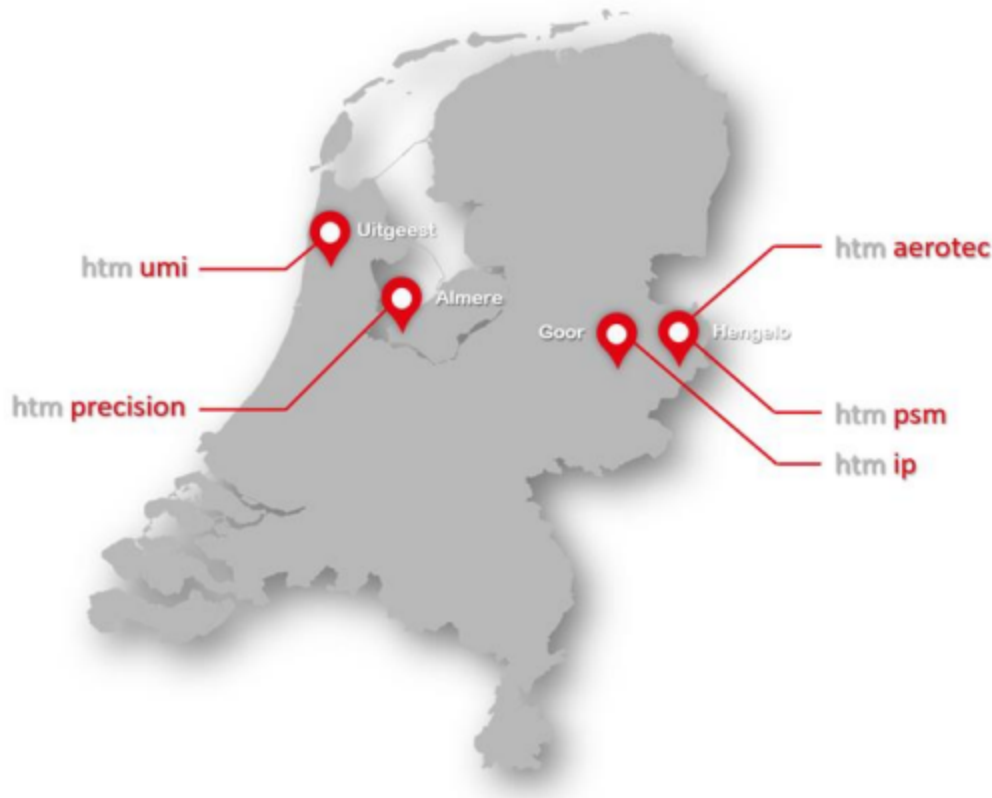 Uitgeest
htm umi
htm aerotec
Almere
Goor
Hengelo
htm precision
htm psm
htm ip